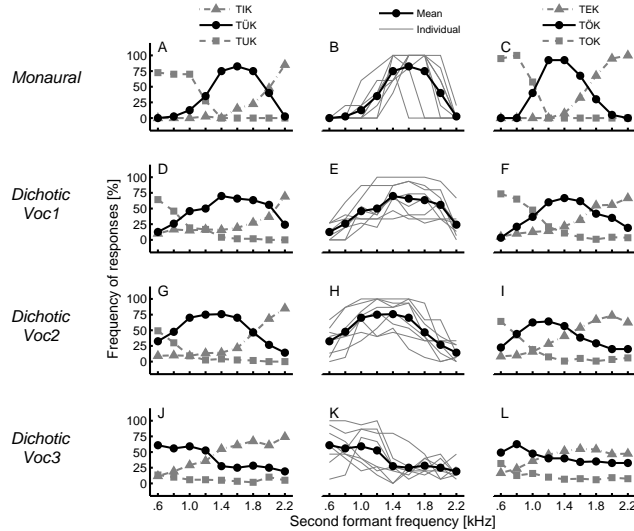 TIK
TÜK
TUK
Mean
Individual
TEK
TÖK
TOK
Monaural
A
B
C
100
75
50
25
0
Dichotic
Voc1
D
E
F
100
75
50
25
0
Dichotic
Voc2
G
H
I
100
75
50
25
0
Dichotic
Voc3
J
K
L
100
75
50
25
0
Frequency of responses [%]
.6 1.0 1.4 1.8 2.2
.6 1.0 1.4 1.8 2.2
.6 1.0 1.4 1.8 2.2
Second formant frequency [kHz]